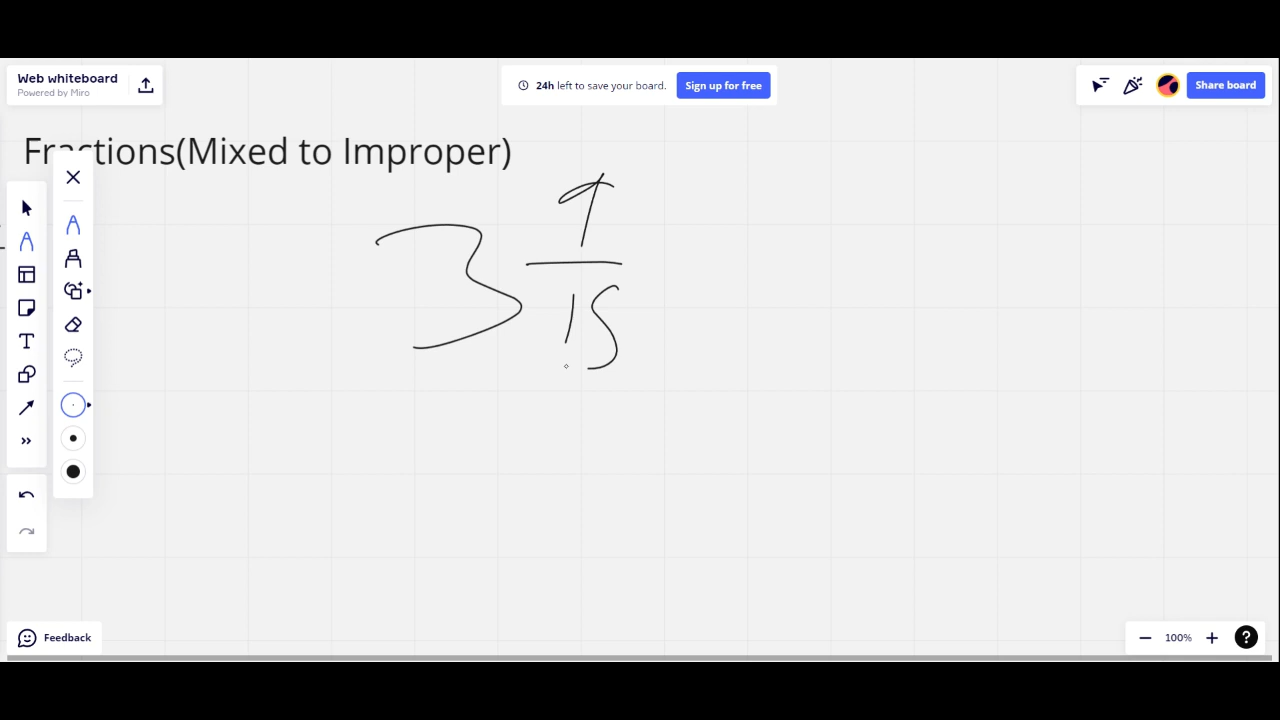 Web whiteboard
Powered by Miro
24h left to save your board.
Sign up for free
Share board
Fractions(Mixed to Improper)
3 9/15
Feedback
100%
?